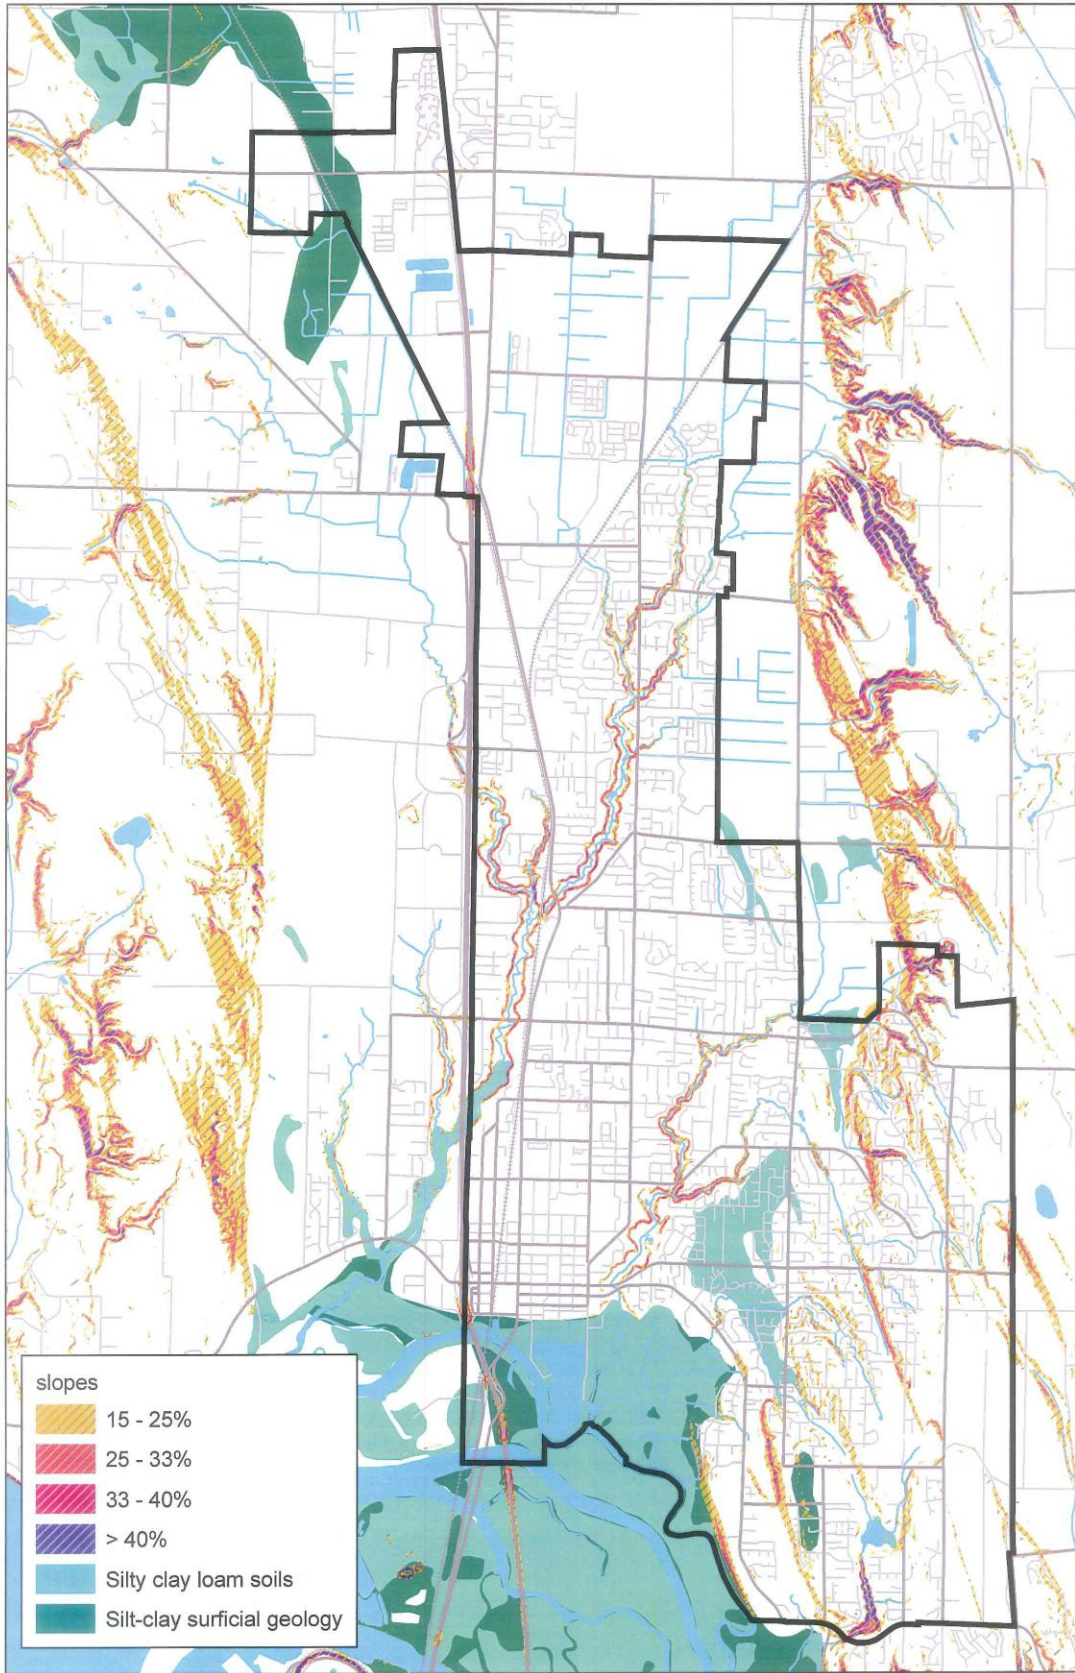 slopes
15 - 25%
25 - 33%
33 - 40%
> 40%
Silty clay loam soils
Silt-clay surficial geology